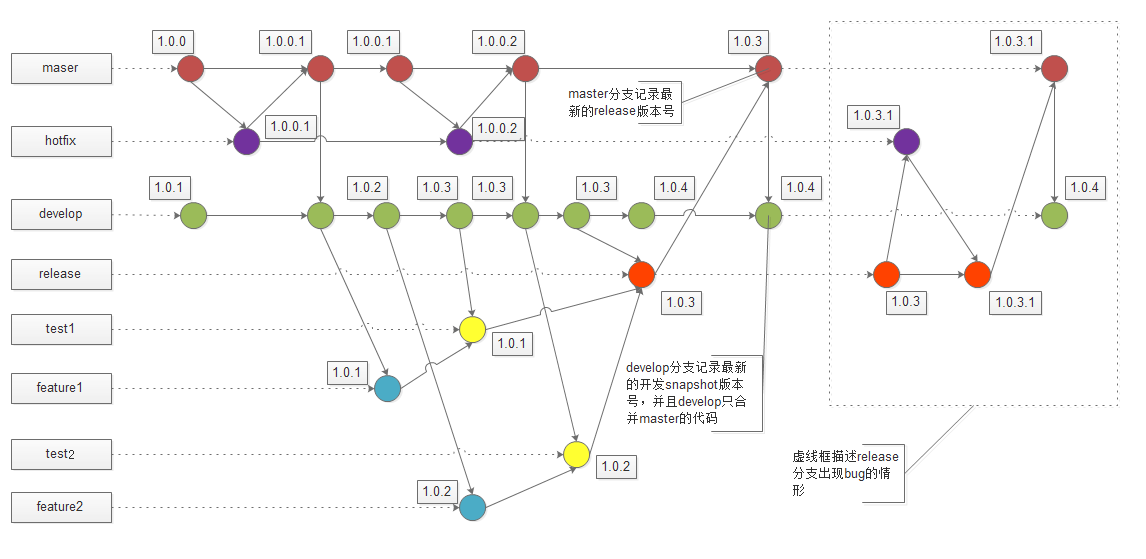 1.0.0
1.0.0.1
1.0.0.1
1.0.0.2
1.0.3
1.0.3.1
maser
master分支记录最
新的release版本号
hotfix
1.0.0.1
1.0.0.2
1.0.3.1
1.0.1
1.0.2
1.0.3
1.0.3
1.0.3
1.0.4
1.0.4
1.0.4
develop
release
1.0.3
1.0.3
1.0.3.1
test1
1.0.1
feature1
1.0.1
develop分支记录最新
的开发snapshot版本
号，并且develop只合
并master的代码
test2
1.0.2
虚线框描述release
分支出现bug的情
形
feature2
1.0.2